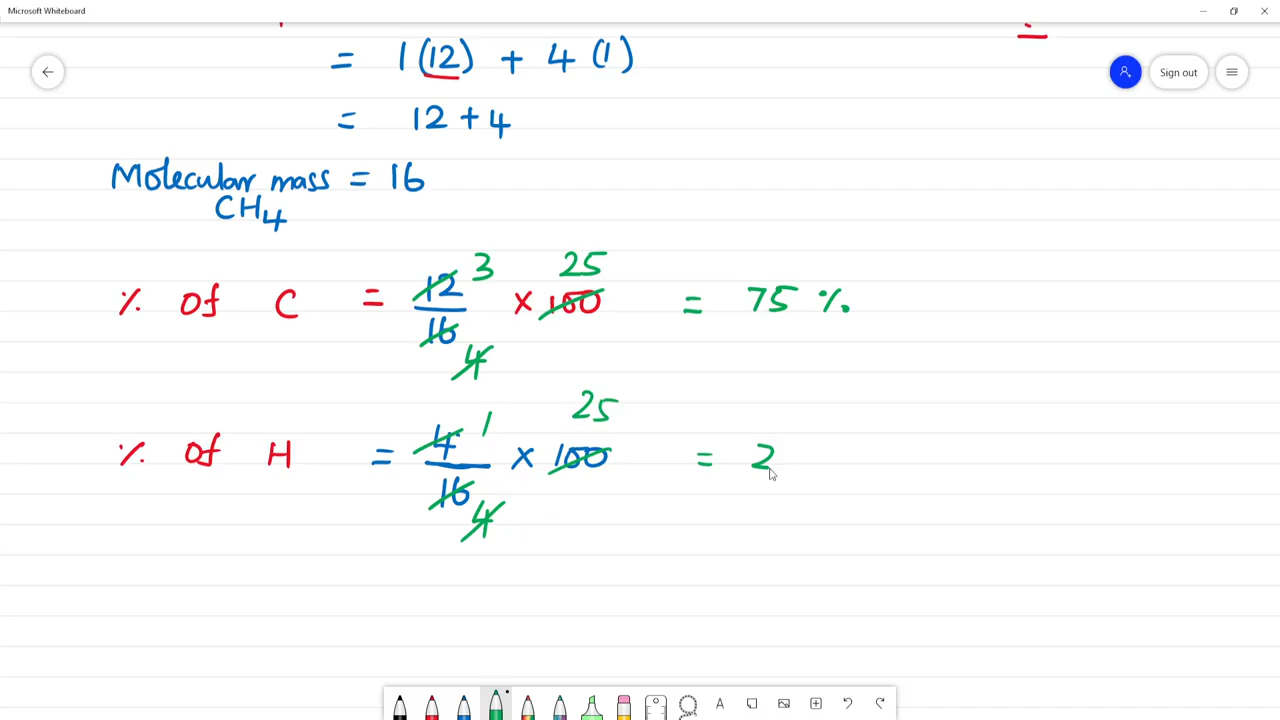 Microsoft Whiteboard
= 1(12) + 4(1)
Sign out
= 12 + 4
Molecular mass = 16
CH4
3 25
% Of C = 12/16 × 100 = 75 %
4
1 25
% Of H = 4/16 × 100 = 2
4
A